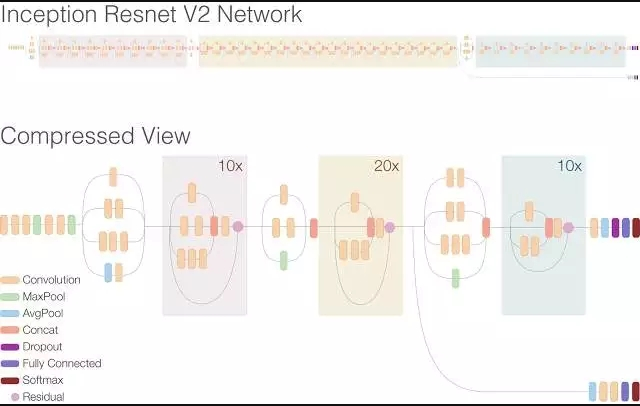 Inception Resnet V2 Network
Compressed View
10x
20x
10x
Convolution
MaxPool
AvgPool
Concat
Dropout
Fully Connected
Softmax
Residual